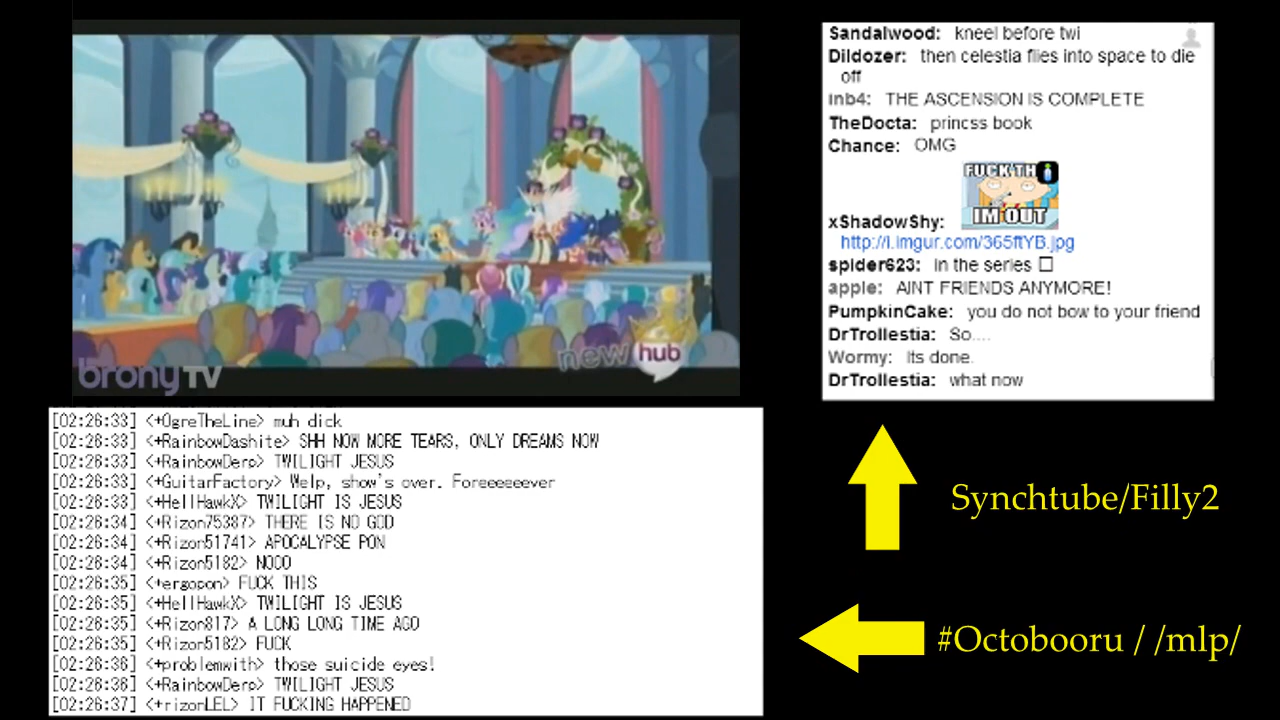 bronyTV
new hub
Sandalwood: kneel before twi
Dildozer: then celestia flies into space to die
off
inb4: THE ASCENSION IS COMPLETE
TheDocta: princss book
Chance: OMG
FUCK TH
IM OUT
xShadowShy:
http://i.imgur.com/365ftYB.jpg
spider623: in the series □
apple: AINT FRIENDS ANYMORE!
PumpkinCake: you do not bow to your friend
DrTrollestia: So....
Wormy: Its done.
DrTrollestia: what now
[02:26:33] <+OgreTheLine> muh dick
[02:26:33] <+RainbowDashite> SHH NOW MORE TEARS, ONLY DREAMS NOW
[02:26:33] <+RainbowDerp> TWILIGHT JESUS
[02:26:33] <+GuitarFactory> Welp, show's over. Foreeeeeever
[02:26:33] <+HellHawkX> TWILIGHT IS JESUS
[02:26:34] <+Rizon75387> THERE IS NO GOD
[02:26:34] <+Rizon51741> APOCALYPSE PON
[02:26:34] <+Rizon5182> NOOO
[02:26:35] <+ergopon> FUCK THIS
[02:26:35] <+HellHawkX> TWILIGHT IS JESUS
[02:26:35] <+Rizon817> A LONG LONG TIME AGO
[02:26:35] <+Rizon5182> FUCK
[02:26:36] <+problemwith> those suicide eyes!
[02:26:36] <+RainbowDerp> TWILIGHT JESUS
[02:26:37] <+rizonLEL> IT FUCKING HAPPENED
Synchtube/Filly2
#Octobooru / /mlp/